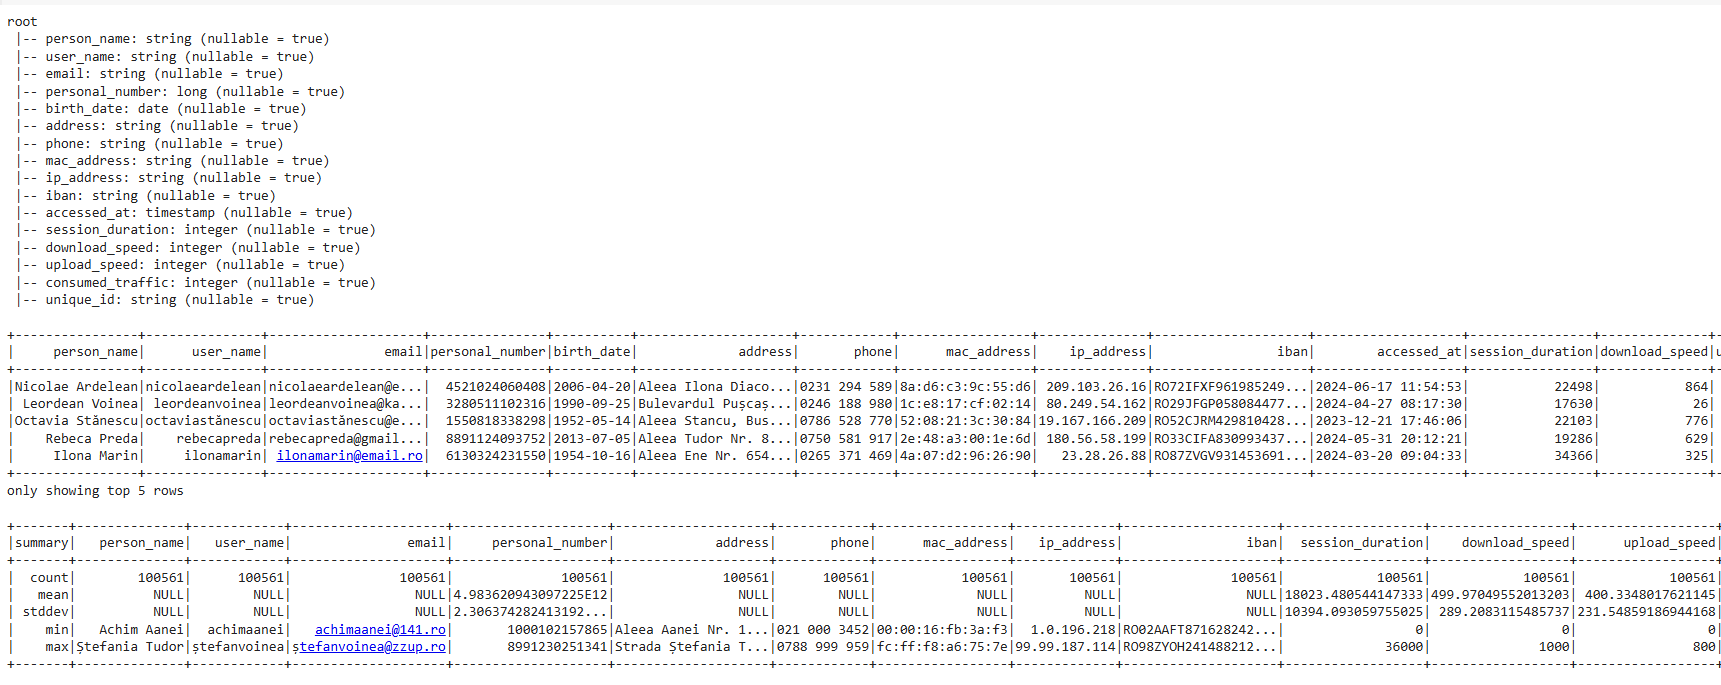 root
 |-- person_name: string (nullable = true)
 |-- user_name: string (nullable = true)
 |-- email: string (nullable = true)
 |-- personal_number: long (nullable = true)
 |-- birth_date: date (nullable = true)
 |-- address: string (nullable = true)
 |-- phone: string (nullable = true)
 |-- mac_address: string (nullable = true)
 |-- ip_address: string (nullable = true)
 |-- iban: string (nullable = true)
 |-- accessed_at: timestamp (nullable = true)
 |-- session_duration: integer (nullable = true)
 |-- download_speed: integer (nullable = true)
 |-- upload_speed: integer (nullable = true)
 |-- consumed_traffic: integer (nullable = true)
 |-- unique_id: string (nullable = true)
| person_name| user_name| email|personal_number|birth_date| address| phone| mac_address| ip_address| iban| accessed_at|session_duration|download_speed|
|Nicolae Ardelean|nicolaeardelean|nicolaeardelean@e...| 4521024060408|2006-04-20|Aleea Ilona Diaco...|0231 294 589|8a:d6:c3:9c:55:d6| 209.103.26.16|RO72IFXF961985249...|2024-06-17 11:54:53| 22498| 864|
| Leordean Voinea| leordeanvoinea|leordeanvoinea@ka...| 3280511102316|1990-09-25|Bulevardul Pușcaș...|0246 188 980|1c:e8:17:cf:02:14| 80.249.54.162|RO29JFGP058084477...|2024-04-27 08:17:30| 17630| 26|
|Octavia Stănescu|octaviastănescu|octaviastănescu@e...| 1550818338298|1952-05-14|Aleea Stancu, Bus...|0786 528 770|52:08:21:3c:30:84|19.167.166.209|RO52CJRM429810428...|2023-12-21 17:46:06| 22103| 776|
| Rebeca Preda| rebecapreda|rebecapreda@gmail...| 8891124093752|2013-07-05|Aleea Tudor Nr. 8...|0750 581 917|2e:48:a3:00:1e:6d| 180.56.58.199|RO33CIFA830993437...|2024-05-31 20:12:21| 19286| 629|
| Ilona Marin| ilonamarin| ilonamarin@email.ro| 6130324231550|1954-10-16|Aleea Ene Nr. 654...|0265 371 469|4a:07:d2:96:26:90| 23.28.26.88|RO87ZVGV931453691...|2024-03-20 09:04:33| 34366| 325|
only showing top 5 rows
|summary| person_name| user_name| email| personal_number| address| phone| mac_address| ip_address| iban| session_duration| download_speed| upload_speed|
| count| 100561| 100561| 100561| 100561| 100561| 100561| 100561| 100561| 100561| 100561| 100561| 100561|
| mean| NULL| NULL| NULL|4.983620943097225E12| NULL| NULL| NULL| NULL| NULL|18023.480544147333|499.97049552013203| 400.3348017621145|
| stddev| NULL| NULL| NULL|2.306374282413192...| NULL| NULL| NULL| NULL| NULL|10394.093059755025| 289.2083115485737|231.54859186944168|
| min| Achim Aanei| achimaanei| achimaanei@141.ro| 1000102157865|Aleea Aanei Nr. 1...|021 000 3452|00:00:16:fb:3a:f3| 1.0.196.218|RO02AAFT871628242...| 0| 0| 0|
| max|Ștefania Tudor|ștefanvoinea|ștefanvoinea@zzup.ro| 8991230251341|Strada Ștefania T...|0788 999 959|fc:ff:f8:a6:75:7e|99.99.187.114|RO98ZYOH241488212...| 36000| 1000| 800|